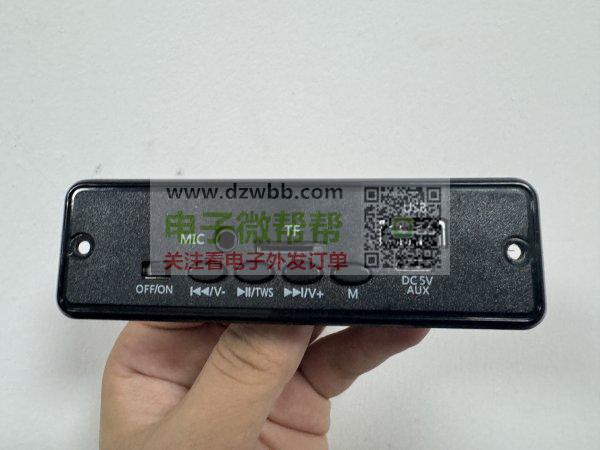 www.dzwbb.com
电子微帮帮
关注看电子外发订单
MIC
TF
USB
OFF/ON
I◀◀/V-
▶II/TWS
▶▶I/V+
M
DC 5V
AUX